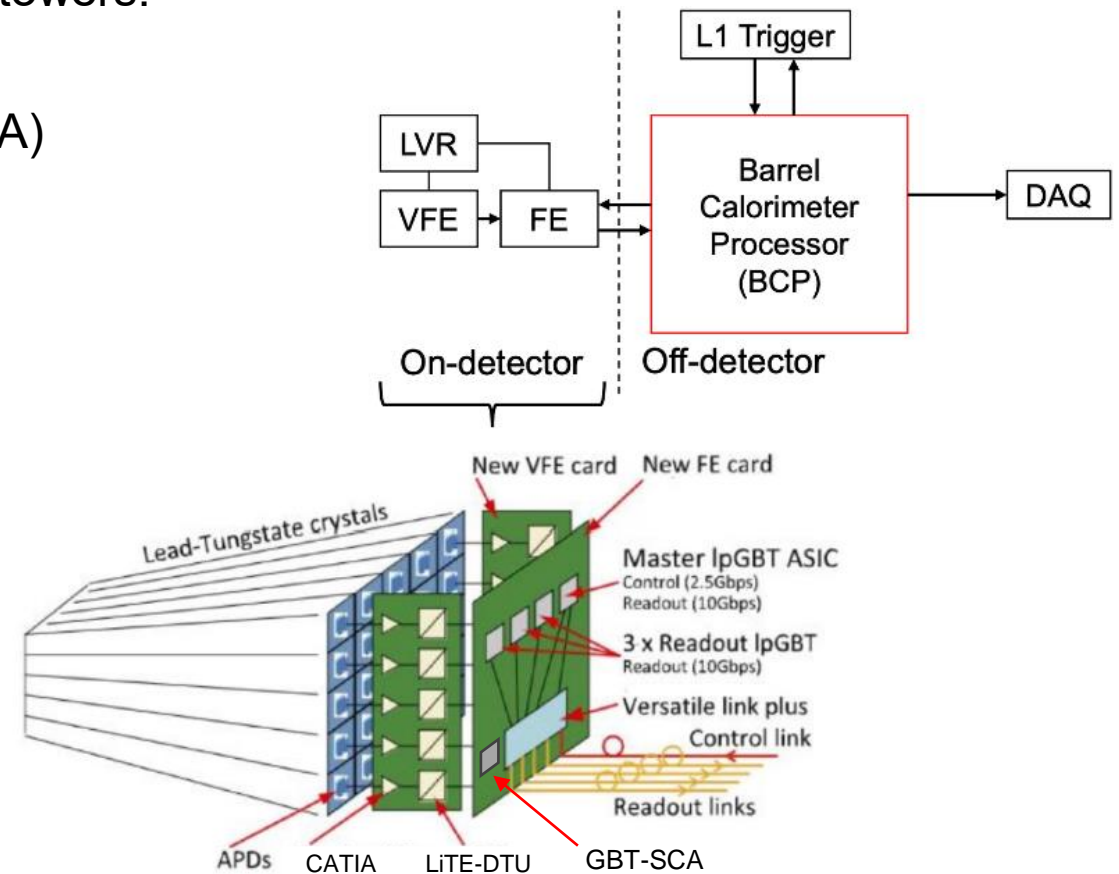 towers.
A)
L1 Trigger
LVR
VFE
FE
Barrel
Calorimeter
Processor
(BCP)
DAQ
On-detector
Off-detector
New VFE card
New FE card
Lead-Tungstate crystals
Master lpGBT ASIC
Control (2.5Gbps)
Readout (10Gbps)
3 x Readout lpGBT
Readout (10Gbps)
Versatile link plus
Control link
Readout links
APDs
CATIA
LiTE-DTU
GBT-SCA